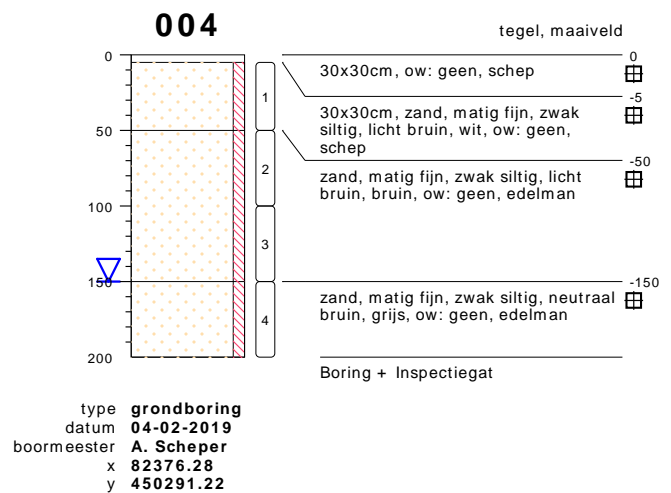 004
tegel, maaiveld
0
50
100
150
200
1
2
3
4
0
30x30cm, ow: geen, schep
-5
30x30cm, zand, matig fijn, zwak
siltig, licht bruin, wit, ow: geen,
schep
-50
zand, matig fijn, zwak siltig, licht
bruin, bruin, ow: geen, edelman
-150
zand, matig fijn, zwak siltig, neutraal
bruin, grijs, ow: geen, edelman
Boring + Inspectiegat
type grondboring
datum 04-02-2019
boormeester A. Scheper
x 82376.28
y 450291.22